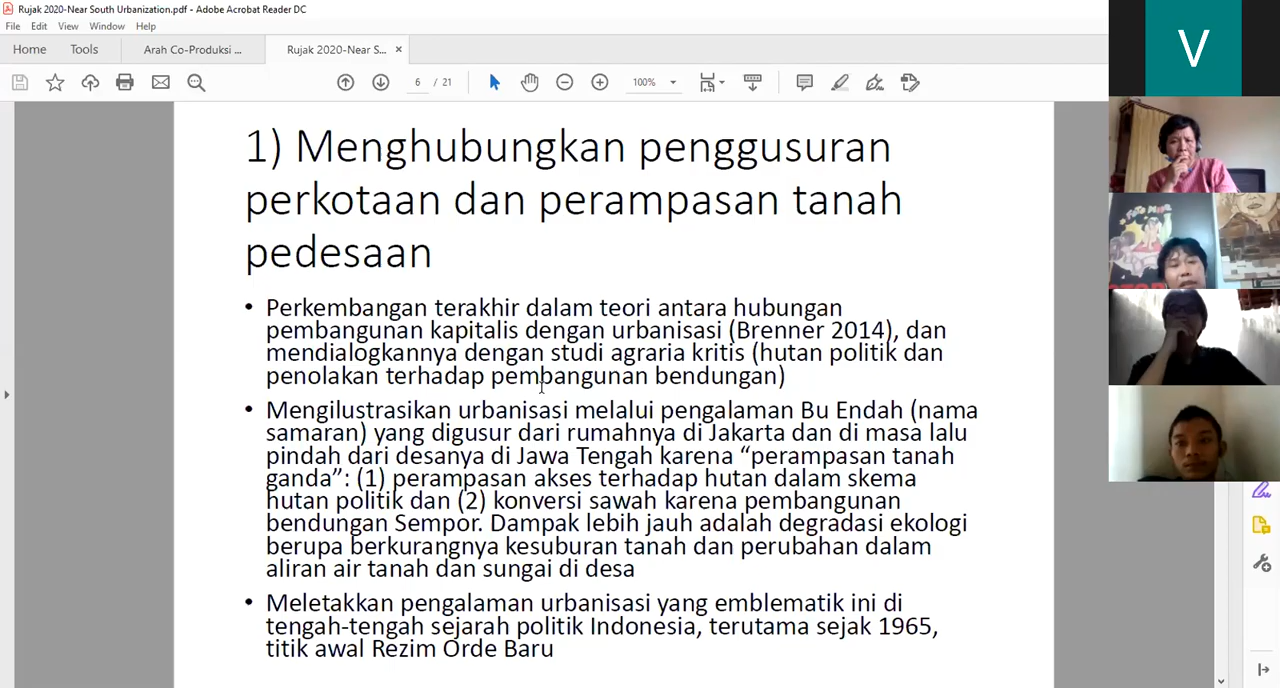 Rujak 2020-Near South Urbanization.pdf - Adobe Acrobat Reader DC
File Edit View Window Help
Home Tools Arah Co-Produksi ... Rujak 2020-Near S... ×
6 / 21 100%
1) Menghubungkan penggusuran
perkotaan dan perampasan tanah
pedesaan
• Perkembangan terakhir dalam teori antara hubungan
pembangunan kapitalis dengan urbanisasi (Brenner 2014), dan
mendialogkannya dengan studi agraria kritis (hutan politik dan
penolakan terhadap pembangunan bendungan)
• Mengilustrasikan urbanisasi melalui pengalaman Bu Endah (nama
samaran) yang digusur dari rumahnya di Jakarta dan di masa lalu
pindah dari desanya di Jawa Tengah karena “perampasan tanah
ganda”: (1) perampasan akses terhadap hutan dalam skema
hutan politik dan (2) konversi sawah karena pembangunan
bendungan Sempor. Dampak lebih jauh adalah degradasi ekologi
berupa berkurangnya kesuburan tanah dan perubahan dalam
aliran air tanah dan sungai di desa
• Meletakkan pengalaman urbanisasi yang emblematik ini di
tengah-tengah sejarah politik Indonesia, terutama sejak 1965,
titik awal Rezim Orde Baru
V